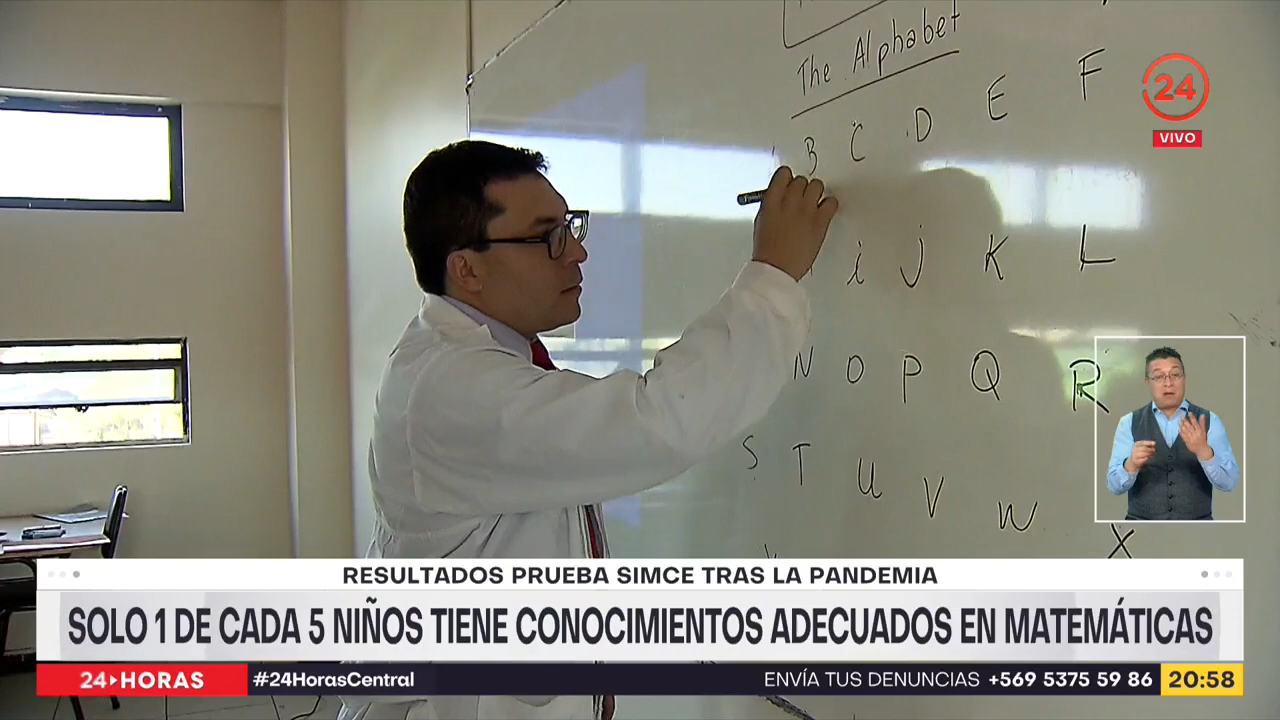 The Alphabet
B C D E F
24
VIVO
i j K L
N O P Q R
S T U V W X
RESULTADOS PRUEBA SIMCE TRAS LA PANDEMIA
SOLO 1 DE CADA 5 NIÑOS TIENE CONOCIMIENTOS ADECUADOS EN MATEMÁTICAS
24 HORAS #24HorasCentral ENVÍA TUS DENUNCIAS +569 5375 59 86 20:58